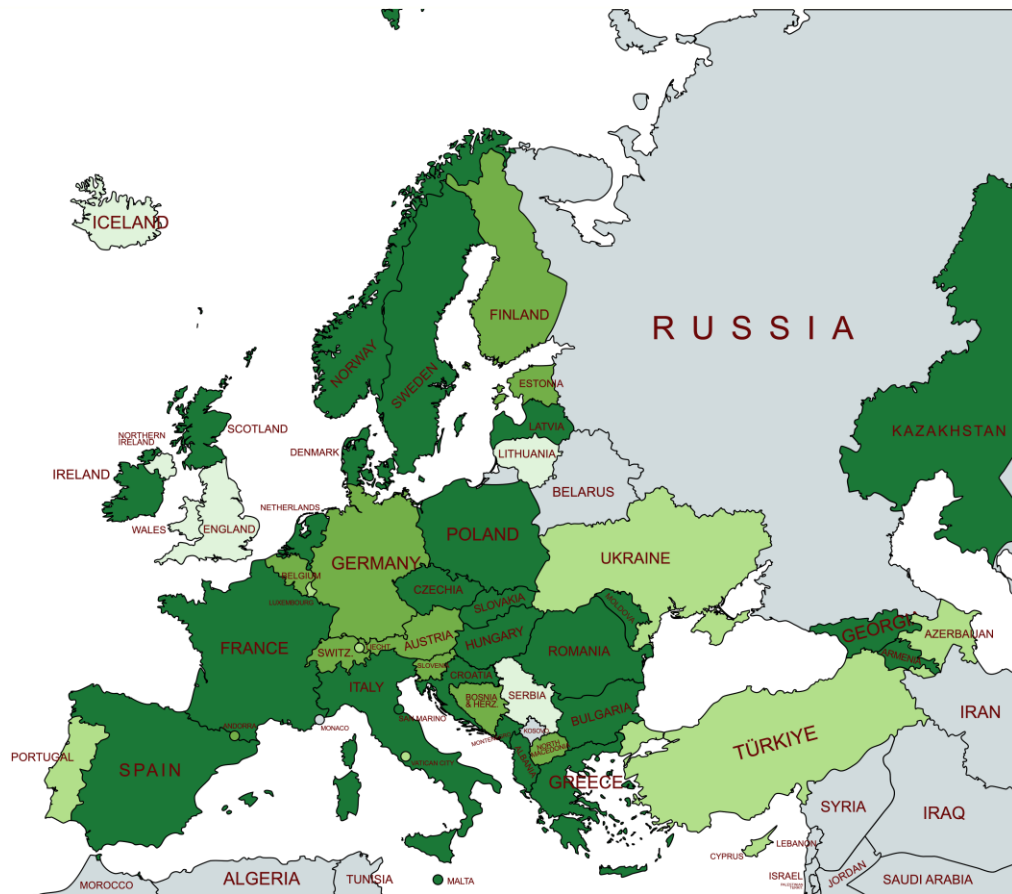 ICELAND
RUSSIA
FINLAND
NORWAY
SWEDEN
ESTONIA
LATVIA
LITHUANIA
KAZAKHSTAN
SCOTLAND
NORTHERN
IRELAND
IRELAND
DENMARK
BELARUS
NETHERLANDS
WALES
ENGLAND
POLAND
UKRAINE
GERMANY
BELGIUM
LUXEMBOURG
CZECHIA
SLOVAKIA
MOLDOVA
FRANCE
SWITZ.
LIECHT.
AUSTRIA
HUNGARY
ROMANIA
GEORGIA
AZERBAIJAN
ARMENIA
SLOVENIA
ITALY
CROATIA
BOSNIA
& HERZ.
SERBIA
BULGARIA
SAN MARINO
MONACO
ANDORRA
MONTENEGRO
KOSOVO
NORTH
MACEDONIA
ALBANIA
IRAN
TÜRKIYE
PORTUGAL
SPAIN
VATICAN CITY
GREECE
SYRIA
IRAQ
CYPRUS
LEBANON
ISRAEL
JORDAN
SAUDI ARABIA
MOROCCO
ALGERIA
TUNISIA
MALTA